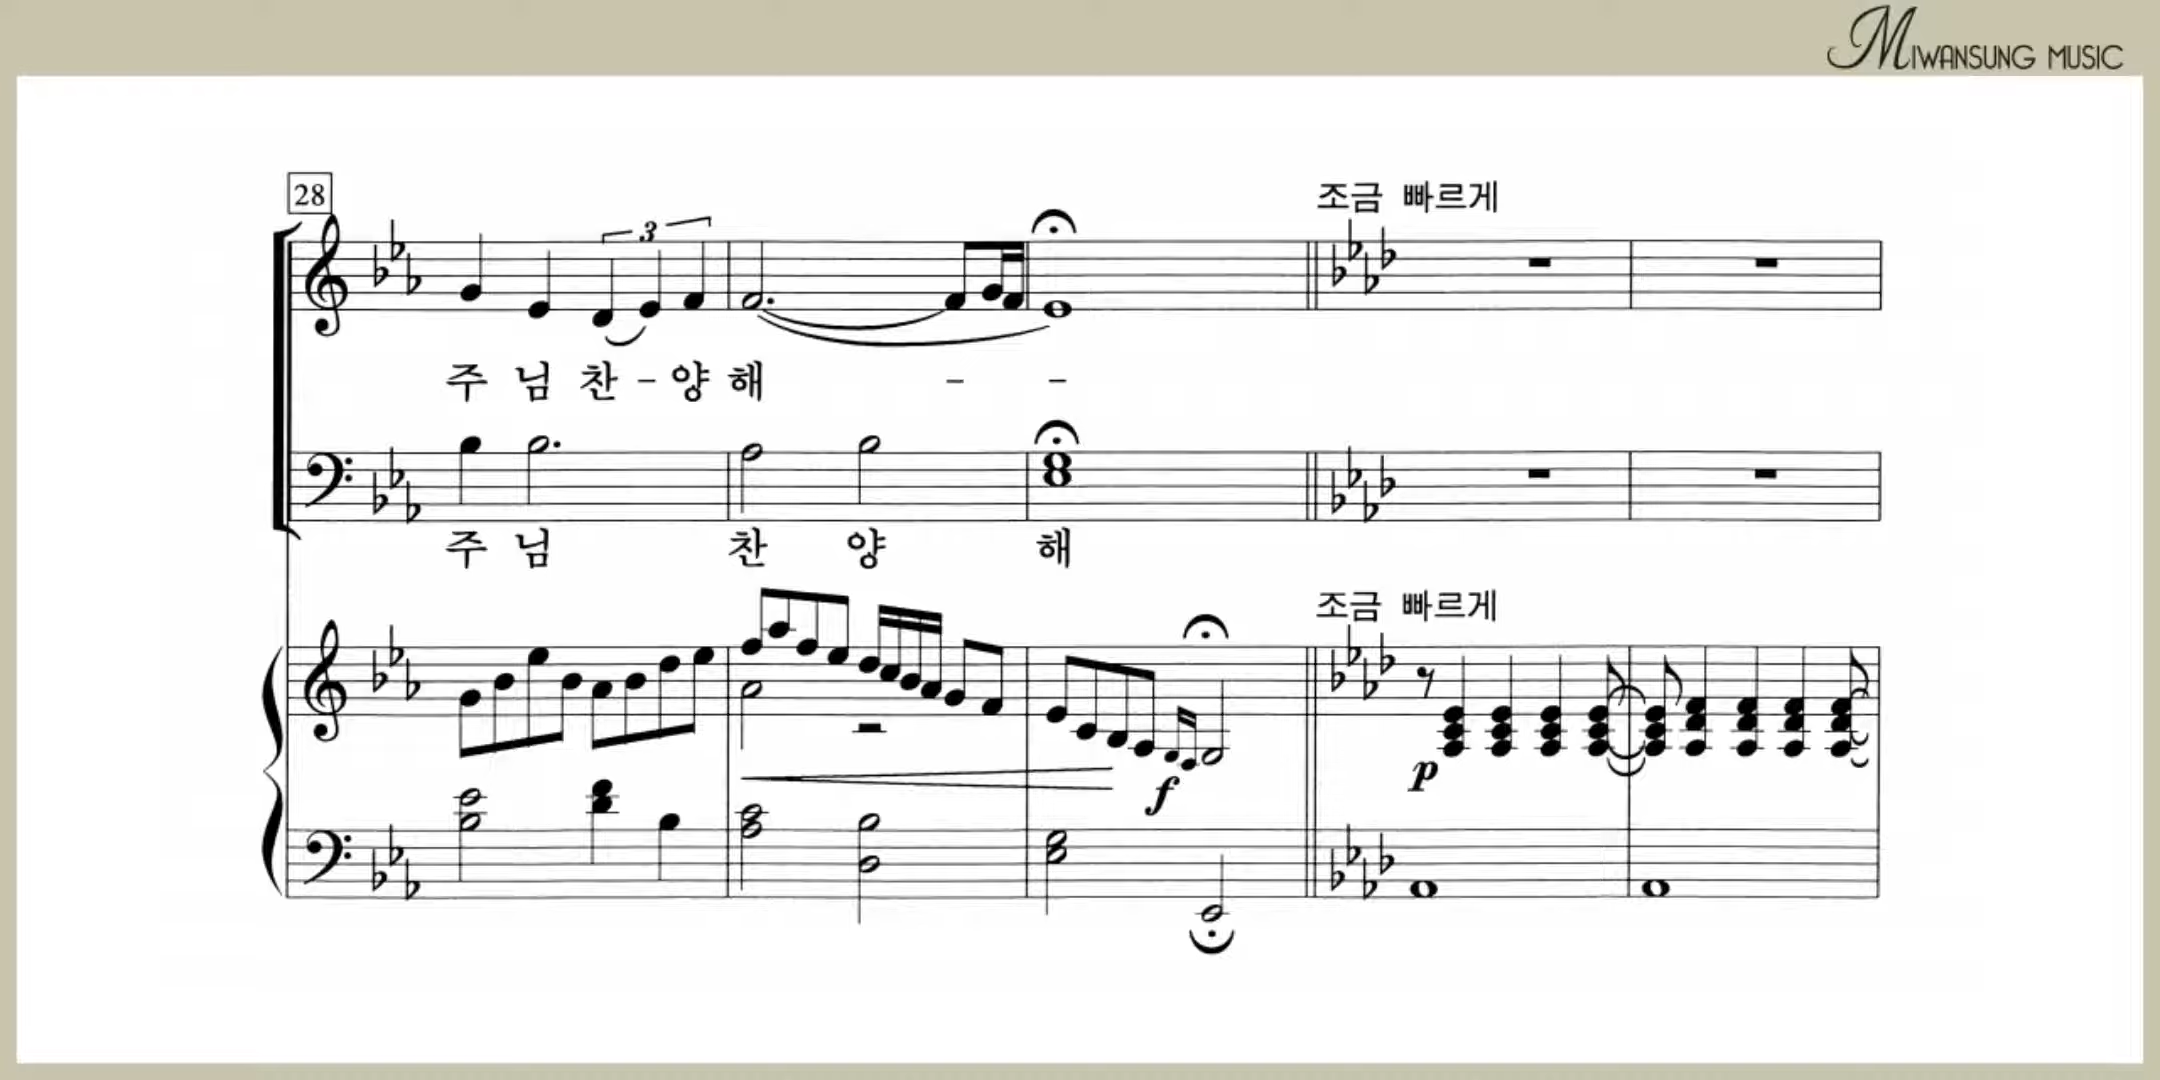 MIWANSUNG MUSIC
28
조금 빠르게
3
주 님 찬 - 양 해 - -
주 님 찬 양 해
조금 빠르게
f
p